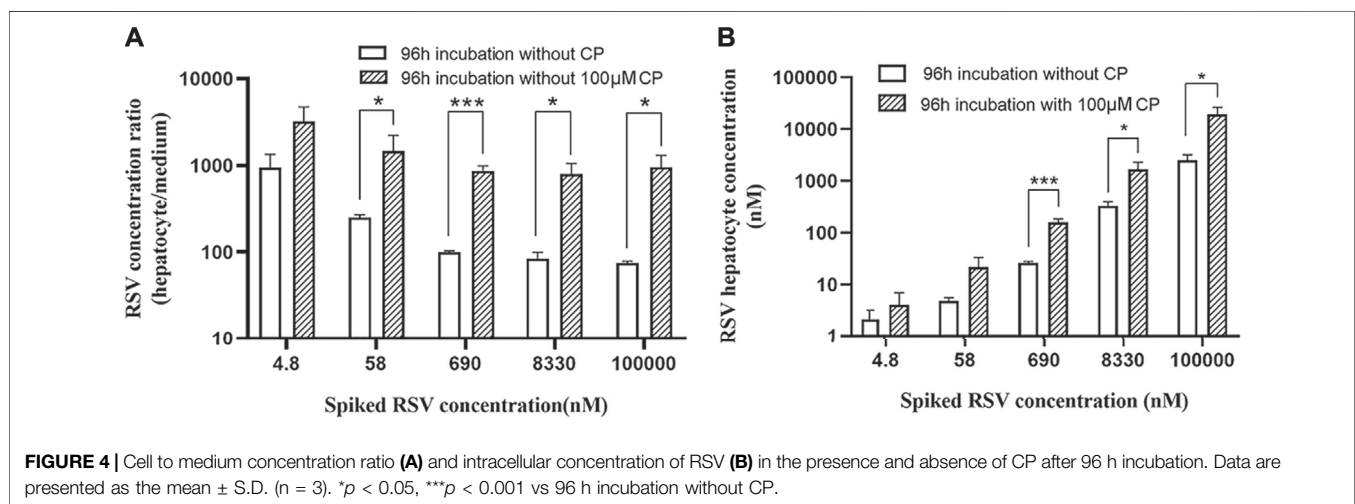 A
96h incubation without CP
96h incubation without 100μM CP
RSV concentration ratio
(hepatocyte/medium)
10000
1000
100
10
*
***
*
*
4.8
58
690
8330
100000
Spiked RSV concentration(nM)
B
96h incubation without CP
96h incubation with 100μM CP
RSV hepatocyte concentration
(nM)
100000
10000
1000
100
10
1
***
*
*
4.8
58
690
8330
100000
Spiked RSV concentration (nM)
FIGURE 4 | Cell to medium concentration ratio (A) and intracellular concentration of RSV (B) in the presence and absence of CP after 96 h incubation. Data are
presented as the mean ± S.D. (n = 3). *p < 0.05, ***p < 0.001 vs 96 h incubation without CP.